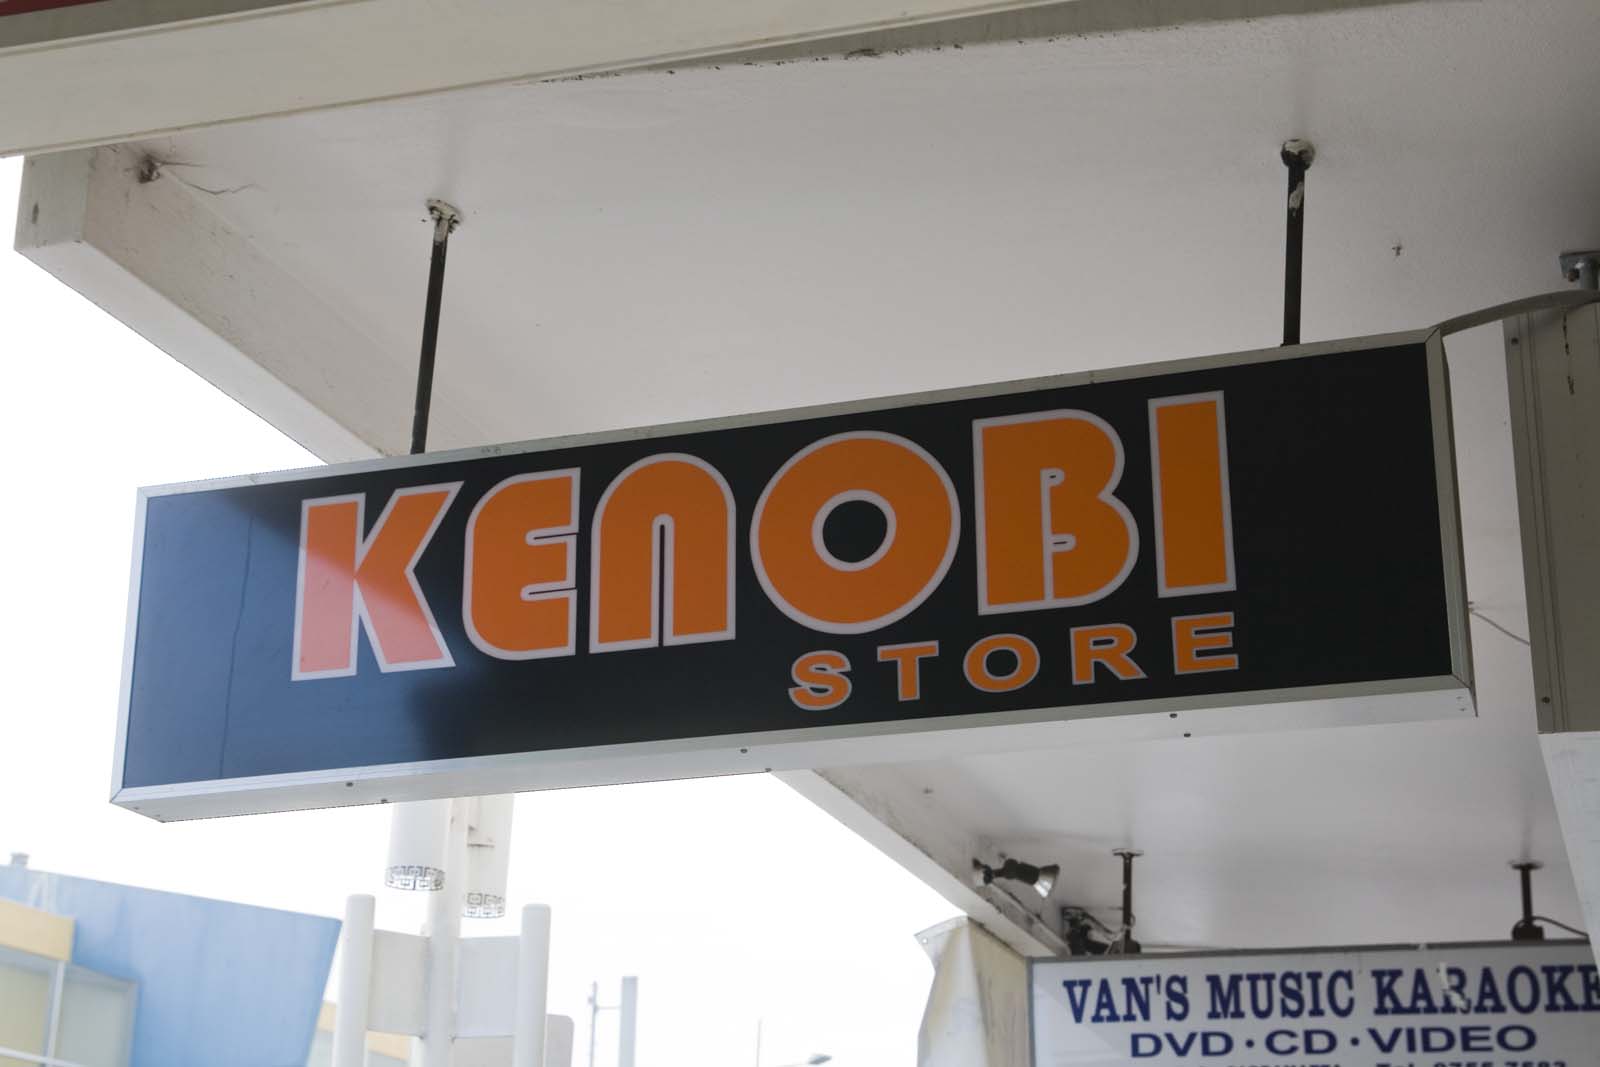 KENOBI
STORE
VAN'S MUSIC KARAOKE
DVD · CD · VIDEO